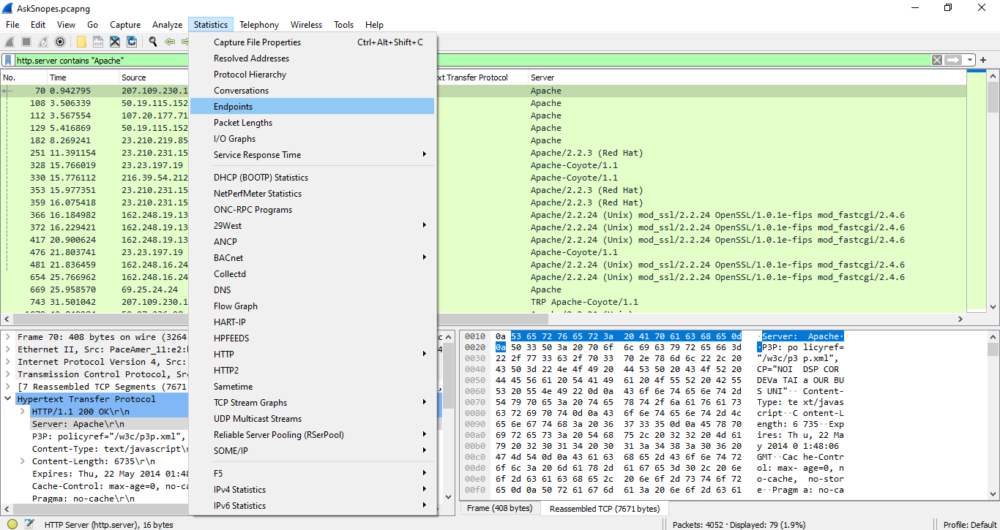 AskSnopes.pcapng
File Edit View Go Capture Analyze Statistics Telephony Wireless Tools Help
http.server contains "Apache"
No. Time Source xt Transfer Protocol Server
70 0.942795 207.109.230.1 Apache
108 3.506339 50.19.115.152 Apache
112 3.567554 107.20.177.71 Apache
129 5.416869 50.19.115.152 Apache
182 8.269241 23.210.219.85 Apache
251 11.391154 23.210.231.15 Apache/2.2.3 (Red Hat)
328 15.766019 23.23.197.19 Apache-Coyote/1.1
330 15.776112 216.39.54.212 Apache-Coyote/1.1
353 15.977351 23.210.231.15 Apache/2.2.3 (Red Hat)
359 16.075418 23.210.231.15 Apache/2.2.3 (Red Hat)
366 16.184982 162.248.19.13 Apache/2.2.24 (Unix) mod_ssl/2.2.24 OpenSSL/1.0.1e-fips mod_fastcgi/2.4.6
372 16.229421 162.248.19.13 Apache/2.2.24 (Unix) mod_ssl/2.2.24 OpenSSL/1.0.1e-fips mod_fastcgi/2.4.6
417 20.900624 162.248.19.13 Apache/2.2.24 (Unix) mod_ssl/2.2.24 OpenSSL/1.0.1e-fips mod_fastcgi/2.4.6
476 21.803741 23.23.197.19 Apache-Coyote/1.1
481 21.836459 162.248.16.24 Apache/2.2.24 (Unix) mod_ssl/2.2.24 OpenSSL/1.0.1e-fips mod_fastcgi/2.4.6
654 25.766962 162.248.16.24 Apache/2.2.24 (Unix) mod_ssl/2.2.24 OpenSSL/1.0.1e-fips mod_fastcgi/2.4.6
669 25.958570 69.25.24.24 Apache
743 31.501042 207.109.230.1 TRP Apache-Coyote/1.1
Capture File Properties Ctrl+Alt+Shift+C
Resolved Addresses
Protocol Hierarchy
Conversations
Endpoints
Packet Lengths
I/O Graphs
Service Response Time
DHCP (BOOTP) Statistics
NetPerfMeter Statistics
ONC-RPC Programs
29West
ANCP
BACnet
Collectd
DNS
Flow Graph
HART-IP
HPFEEDS
HTTP
HTTP2
Sametime
TCP Stream Graphs
UDP Multicast Streams
Reliable Server Pooling (RSerPool)
SOME/IP
F5
IPv4 Statistics
IPv6 Statistics
Frame 70: 408 bytes on wire (3264
Ethernet II, Src: PaceAmer_11:e2:
Internet Protocol Version 4, Src:
Transmission Control Protocol, Src
[7 Reassembled TCP Segments (7671
Hypertext Transfer Protocol
HTTP/1.1 200 OK\r\n
Server: Apache\r\n
P3P: policyref="/w3c/p3p.xml",
Content-Type: text/javascript\r
Content-Length: 6735\r\n
Expires: Thu, 22 May 2014 01:48
Cache-Control: max-age=0, no-ca
Pragma: no-cache\r\n
0010 0a 53 65 72 76 65 72 3a 20 41 70 61 63 68 65 0d ·Server: Apache·
0020 0a 50 33 50 3a 20 70 6f 6c 69 63 79 72 65 66 3d ·P3P: po licyref=
0030 22 2f 77 33 63 2f 70 33 70 2e 78 6d 6c 22 2c 20 "/w3c/p3 p.xml",
0040 43 50 3d 22 4e 4f 49 20 44 53 50 20 43 4f 52 20 CP="NOI DSP COR
0050 44 45 56 61 20 54 41 49 61 20 4f 55 52 20 42 55 DEVa TAI a OUR BU
0060 53 20 55 4e 49 22 0d 0a 43 6f 6e 74 65 6e 74 2d S UNI"·· Content-
0070 54 79 70 65 3a 20 74 65 78 74 2f 6a 61 76 61 73 Type: te xt/javas
0080 63 72 69 70 74 0d 0a 43 6f 6e 74 65 6e 74 2d 4c cript··C ontent-L
0090 65 6e 67 74 68 3a 20 36 37 33 35 0d 0a 45 78 70 ength: 6 735··Exp
00a0 69 72 65 73 3a 20 54 68 75 2c 20 32 32 20 4d 61 ires: Th u, 22 Ma
00b0 79 20 32 30 31 34 20 30 31 3a 34 38 3a 30 36 20 y 2014 0 1:48:06
00c0 47 4d 54 0d 0a 43 61 63 68 65 2d 43 6f 6e 74 72 GMT··Cac he-Contr
00d0 6f 6c 3a 20 6d 61 78 2d 61 67 65 3d 30 2c 20 6e ol: max- age=0, n
00e0 6f 2d 63 61 63 68 65 2c 20 6e 6f 2d 73 74 6f 72 o-cache, no-stor
00f0 65 0d 0a 50 72 61 67 6d 61 3a 20 6e 6f 2d 63 61 e··Pragm a: no-ca
Frame (408 bytes) Reassembled TCP (7671 bytes)
HTTP Server (http.server), 16 bytes Packets: 4052 · Displayed: 79 (1.9%) Profile: Default